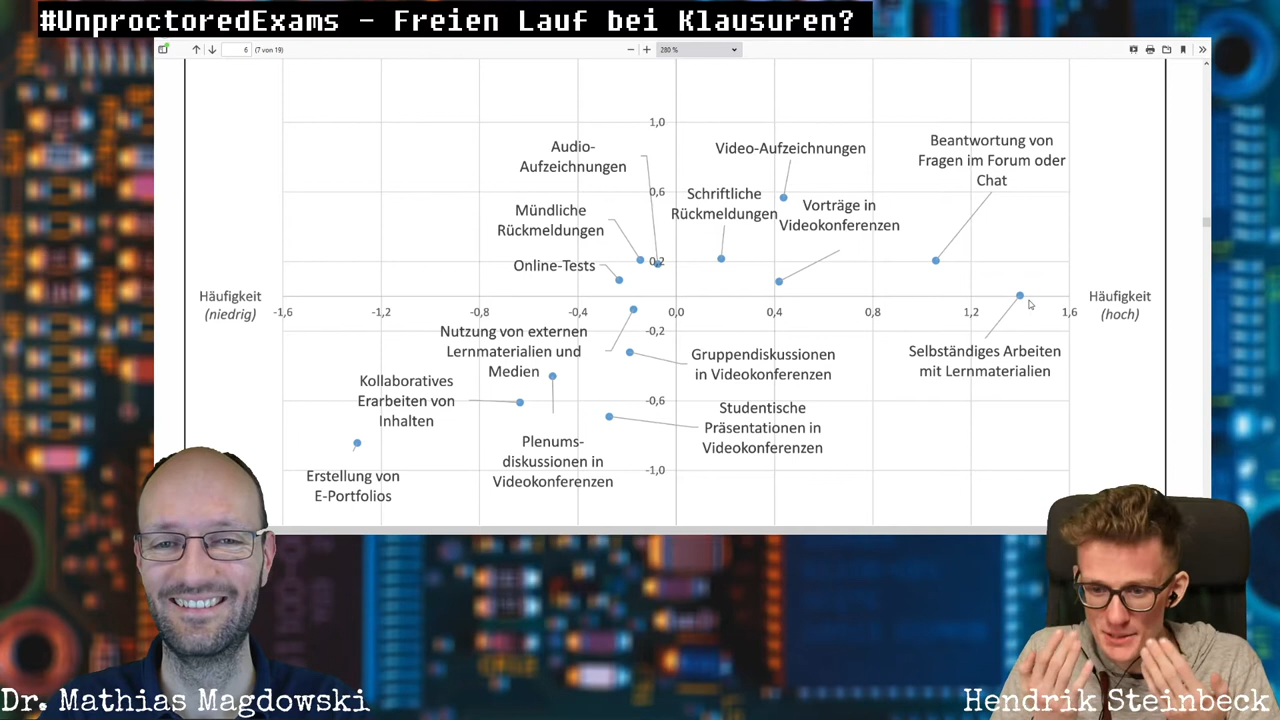 #UnproctoredExams - Freien Lauf bei Klausuren?
6
(7 von 19)
280 %
1,0
Audio-
Aufzeichnungen
Video-Aufzeichnungen
Beantwortung von
Fragen im Forum oder
Chat
0,6
Schriftliche
Rückmeldungen
Vorträge in
Videokonferenzen
Mündliche
Rückmeldungen
Online-Tests
0,2
Häufigkeit
(niedrig)
Häufigkeit
(hoch)
-1,6
-1,2
-0,8
-0,4
0,0
0,4
0,8
1,2
1,6
-0,2
Nutzung von externen
Lernmaterialien und
Medien
Gruppendiskussionen
in Videokonferenzen
Selbständiges Arbeiten
mit Lernmaterialien
Kollaboratives
Erarbeiten von
Inhalten
-0,6
Studentische
Präsentationen in
Videokonferenzen
Plenums-
diskussionen in
Videokonferenzen
-1,0
Erstellung von
E-Portfolios
Dr. Mathias Magdowski
Hendrik Steinbeck